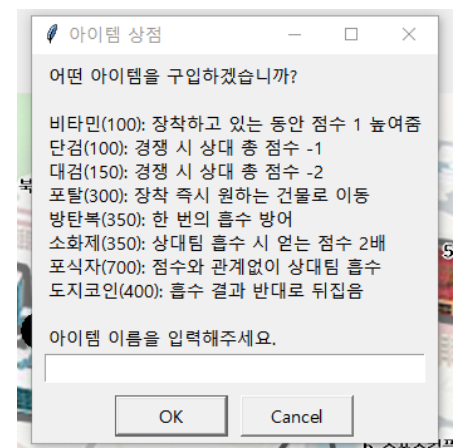 아이템 상점
어떤 아이템을 구입하겠습니까?
비타민(100): 장착하고 있는 동안 점수 1 높여줌
단검(100): 경쟁 시 상대 총 점수 -1
대검(150): 경쟁 시 상대 총 점수 -2
포탈(300): 장착 즉시 원하는 건물로 이동
방탄복(350): 한 번의 흡수 방어
소화제(350): 상대팀 흡수 시 얻는 점수 2배
포식자(700): 점수와 관계없이 상대팀 흡수
도지코인(400): 흡수 결과 반대로 뒤집음
아이템 이름을 입력해주세요.
OK Cancel